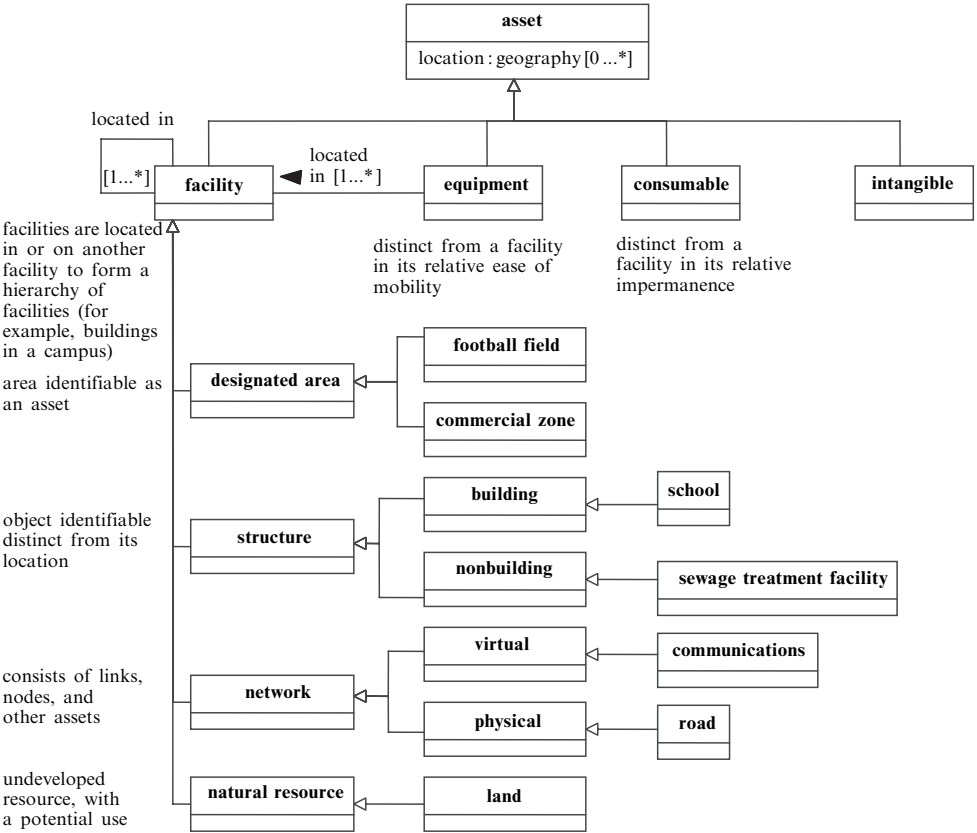 asset
location : geography [0 ...*]
located in
[1...*]
facility
located
in [1...*]
equipment
consumable
intangible
facilities are located
in or on another
facility to form a
hierarchy of
facilities (for
example, buildings
in a campus)
distinct from a facility
in its relative ease of
mobility
distinct from a
facility in its relative
impermanence
area identifiable as
an asset
designated area
football field
commercial zone
object identifiable
distinct from its
location
structure
building
school
nonbuilding
sewage treatment facility
consists of links,
nodes, and
other assets
network
virtual
communications
physical
road
undeveloped
resource, with
a potential use
natural resource
land